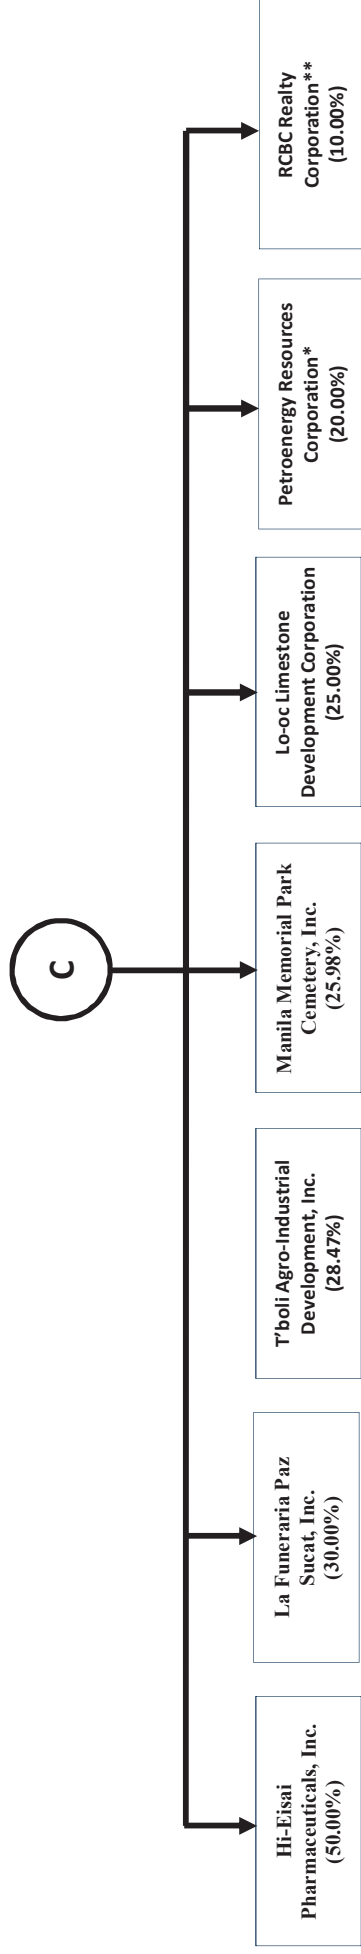 C
Hi-Eisai
Pharmaceuticals, Inc.
(50.00%)
La Funeraria Paz
Sucat, Inc.
(30.00%)
T'boli Agro-Industrial
Development, Inc.
(28.47%)
Manila Memorial Park
Cemetery, Inc.
(25.98%)
Lo-oc Limestone
Development Corporation
(25.00%)
Petroenergy Resources
Corporation*
(20.00%)
RCBC Realty
Corporation**
(10.00%)